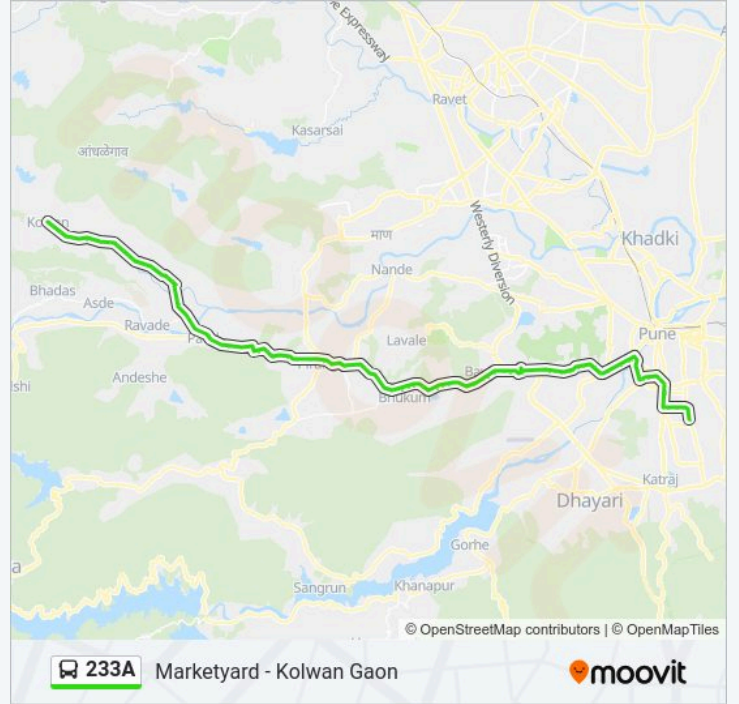 Expressway
Ravet
Kasarsai
आंधळेगाव
Westerly Diversion
Khadki
माण
Nande
Bhadas
Asde
Ravade
Pune
Lavale
Andeshe
Bhukum
Katraj
Dhayari
Gorhe
Sangrun
Khanapur
© OpenStreetMap contributors | © OpenMapTiles
233A Marketyard - Kolwan Gaon
moovit